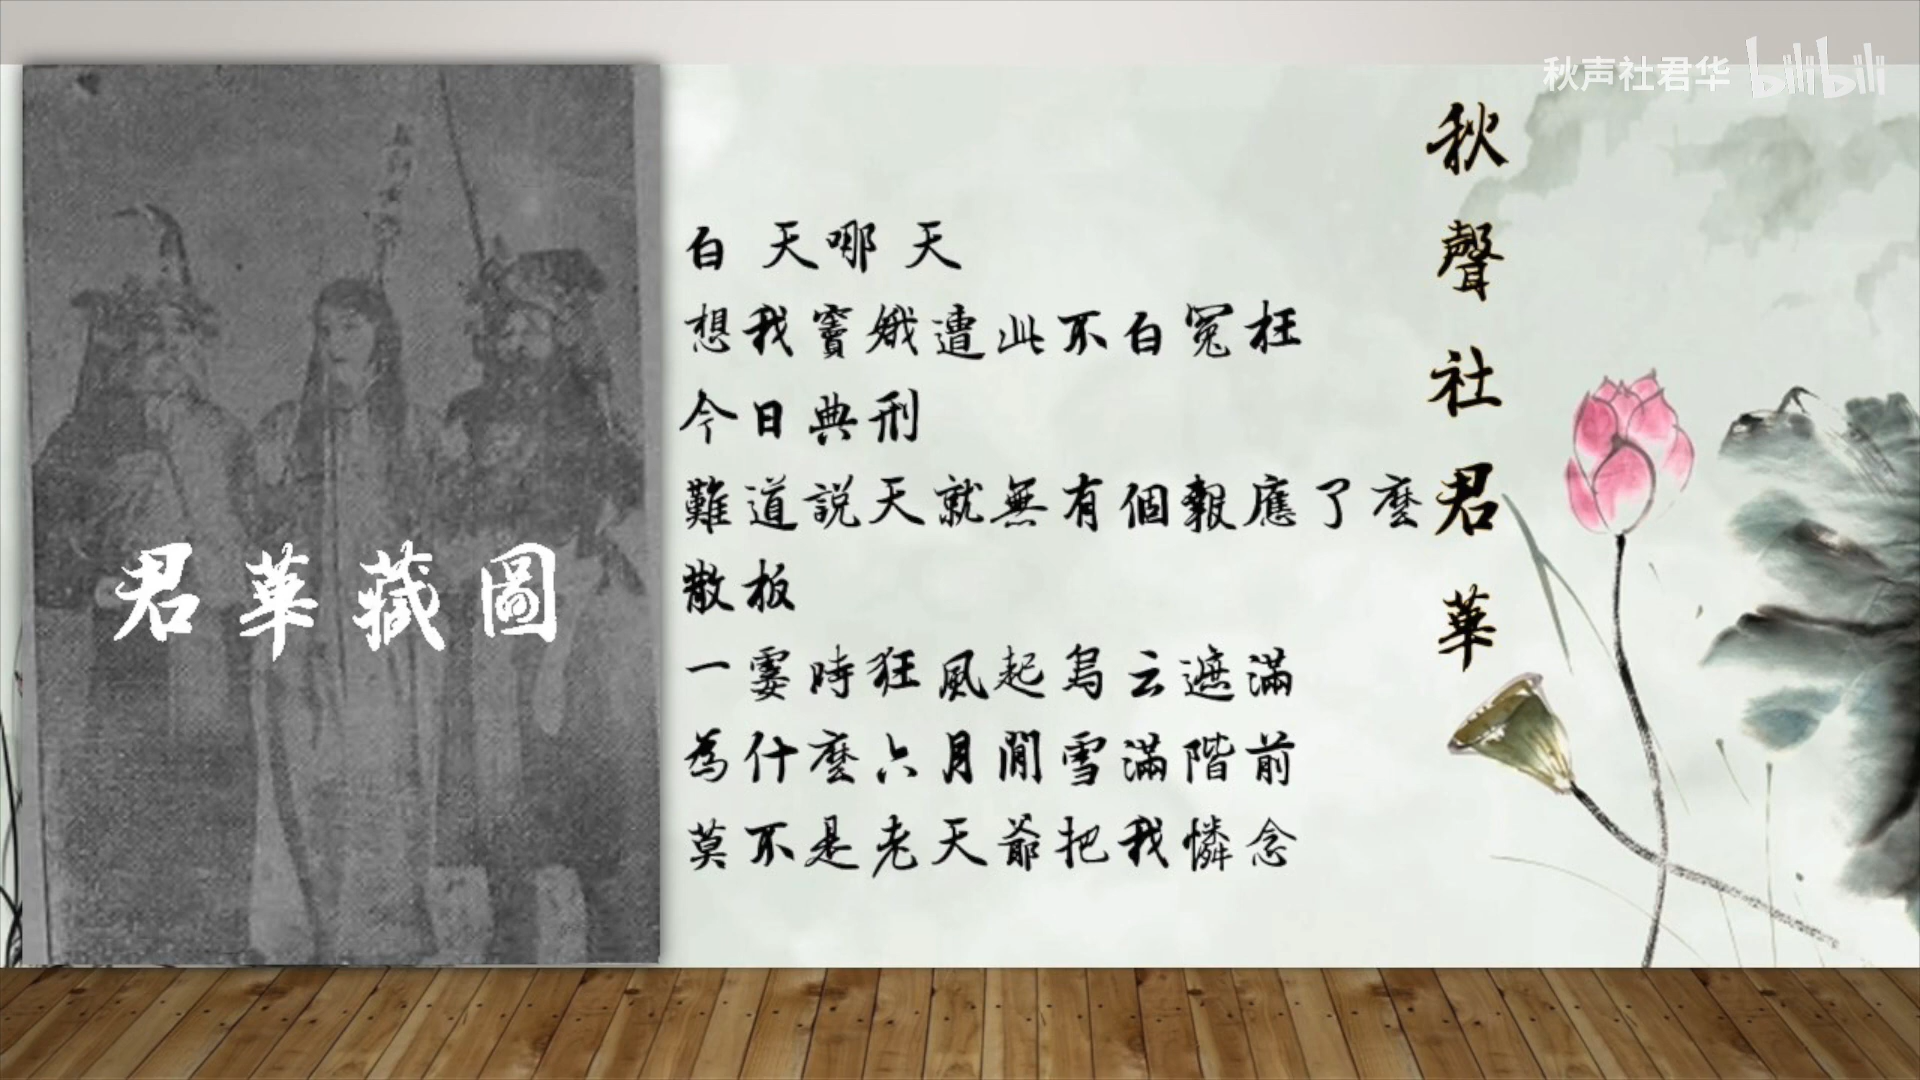 秋声社君华 bilibili
白 天哪 天
想我竇娥遭此不白冤枉
今日典刑
難道説天就無有個報應了麼
散板
一霎時狂風起烏云遮滿
為什麼六月間雪滿階前
莫不是老天爺把我憐念
秋聲社君華
君華藏圖